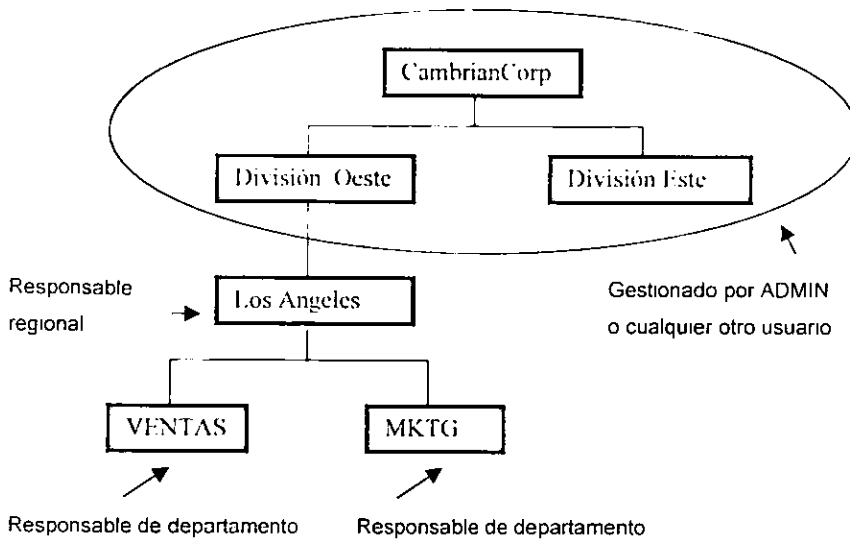 CambrianCorp
División Oeste
División Este
Responsable
regional
Los Angeles
Gestionado por ADMIN
o cualquier otro usuario
VENTAS
MKTG
Responsable de departamento
Responsable de departamento